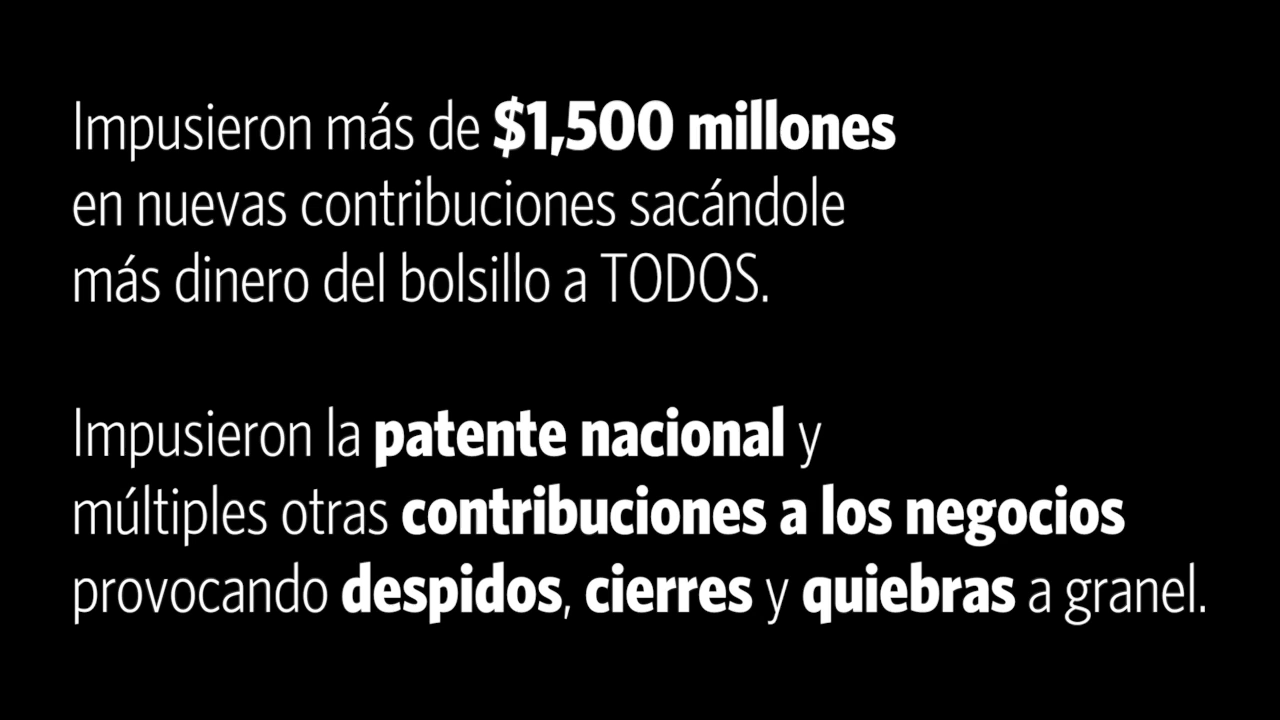 Impusieron más de $1,500 millones
en nuevas contribuciones sacándole
más dinero del bolsillo a TODOS.
Impusieron la patente nacional y
múltiples otras contribuciones a los negocios
provocando despidos, cierres y quiebras a granel.